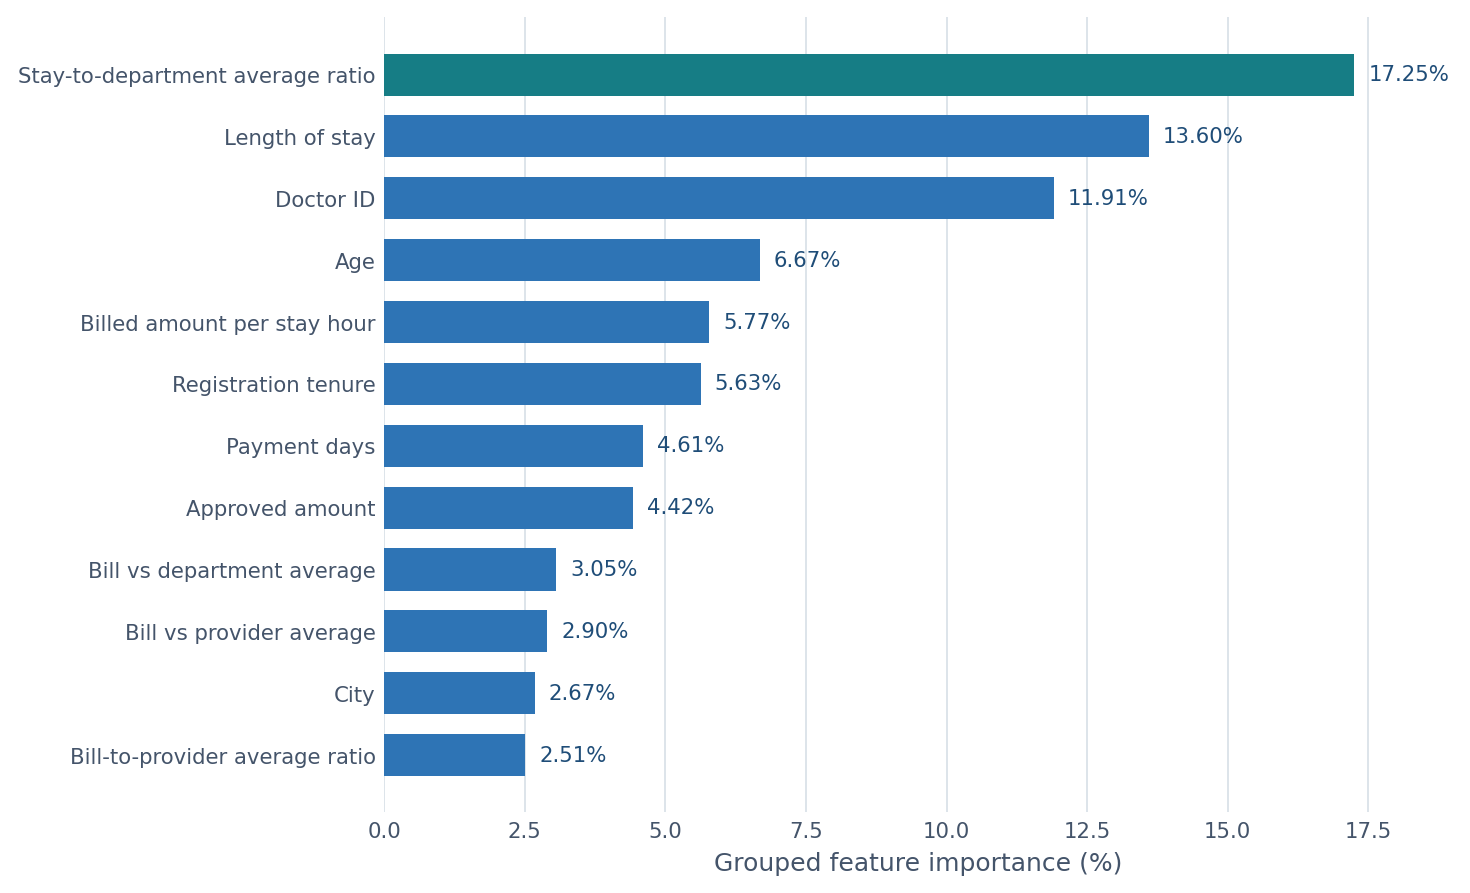 Stay-to-department average ratio 17.25%
Length of stay 13.60%
Doctor ID 11.91%
Age 6.67%
Billed amount per stay hour 5.77%
Registration tenure 5.63%
Payment days 4.61%
Approved amount 4.42%
Bill vs department average 3.05%
Bill vs provider average 2.90%
City 2.67%
Bill-to-provider average ratio 2.51%
0.0 2.5 5.0 7.5 10.0 12.5 15.0 17.5
Grouped feature importance (%)